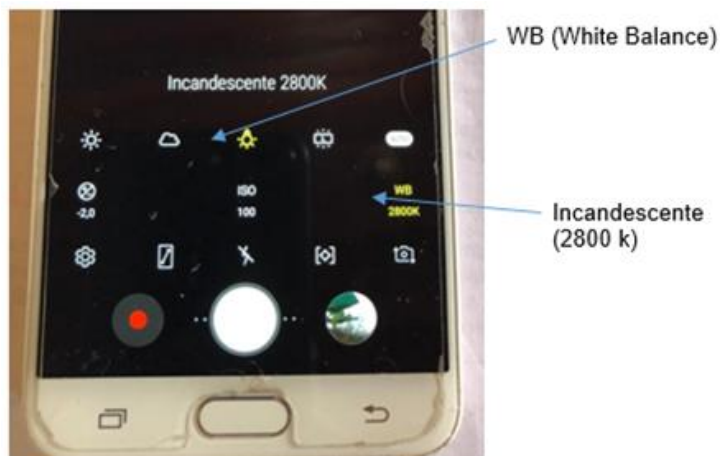 WB (White Balance)
Incandescente 2800K
-2,0
ISO
100
WB
2800K
Incandescente
(2800 k)